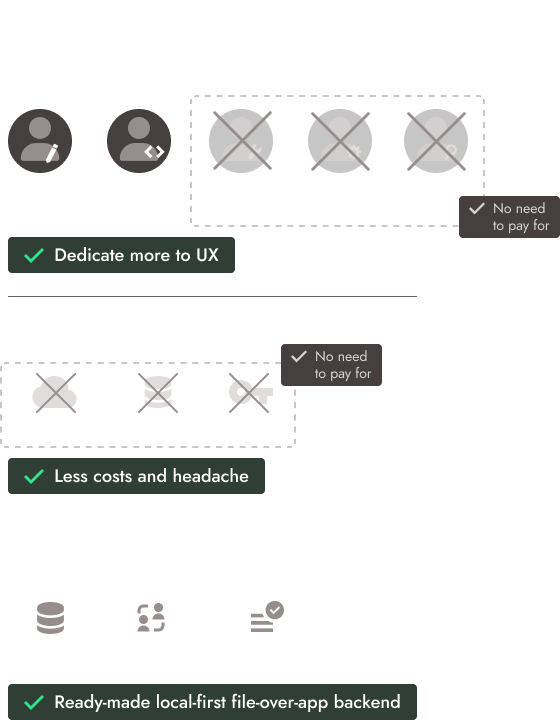 No need
to pay for
Dedicate more to UX
No need
to pay for
Less costs and headache
Ready-made local-first file-over-app backend